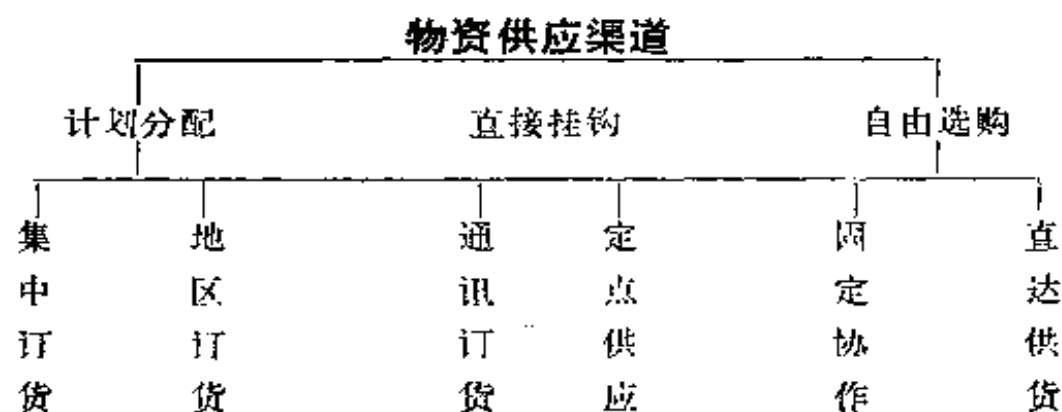 物资供应渠道
计划分配 直接挂钩 自由选购
集中订货
地区订货
通讯订货
定点供应
固定协作
直达供货